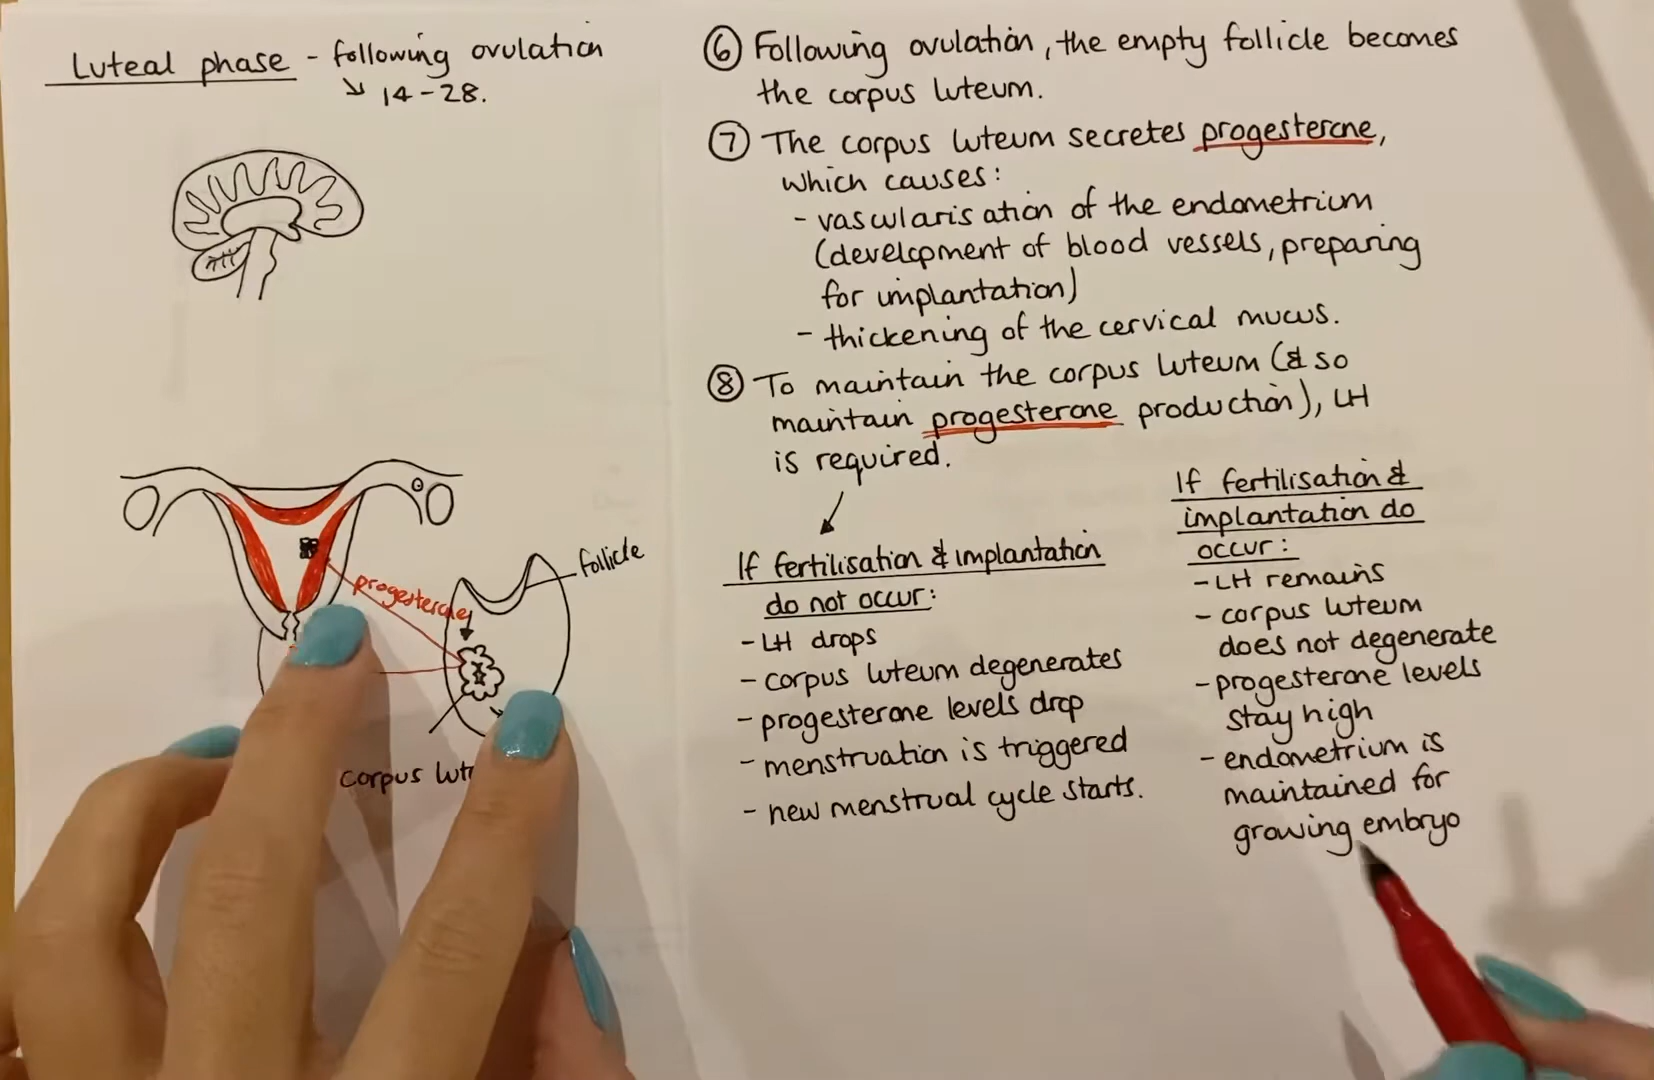 Luteal phase - following ovulation
↘ 14-28.
progesterone
follicle
corpus
⑥ Following ovulation, the empty follicle becomes
the corpus luteum.
⑦ The corpus luteum secretes progesterone,
which causes:
- vascularisation of the endometrium
(development of blood vessels, preparing
for implantation)
- thickening of the cervical mucus.
⑧ To maintain the corpus luteum (& so
maintain progesterone production), LH
is required.
If fertilisation & implantation
do not occur:
- LH drops
- corpus luteum degenerates
- progesterone levels drop
- menstruation is triggered
- new menstrual cycle starts.
If fertilisation &
implantation do
occur:
- LH remains
- corpus luteum
does not degenerate
- progesterone levels
stay high
- endometrium is
maintained for
growing embryo